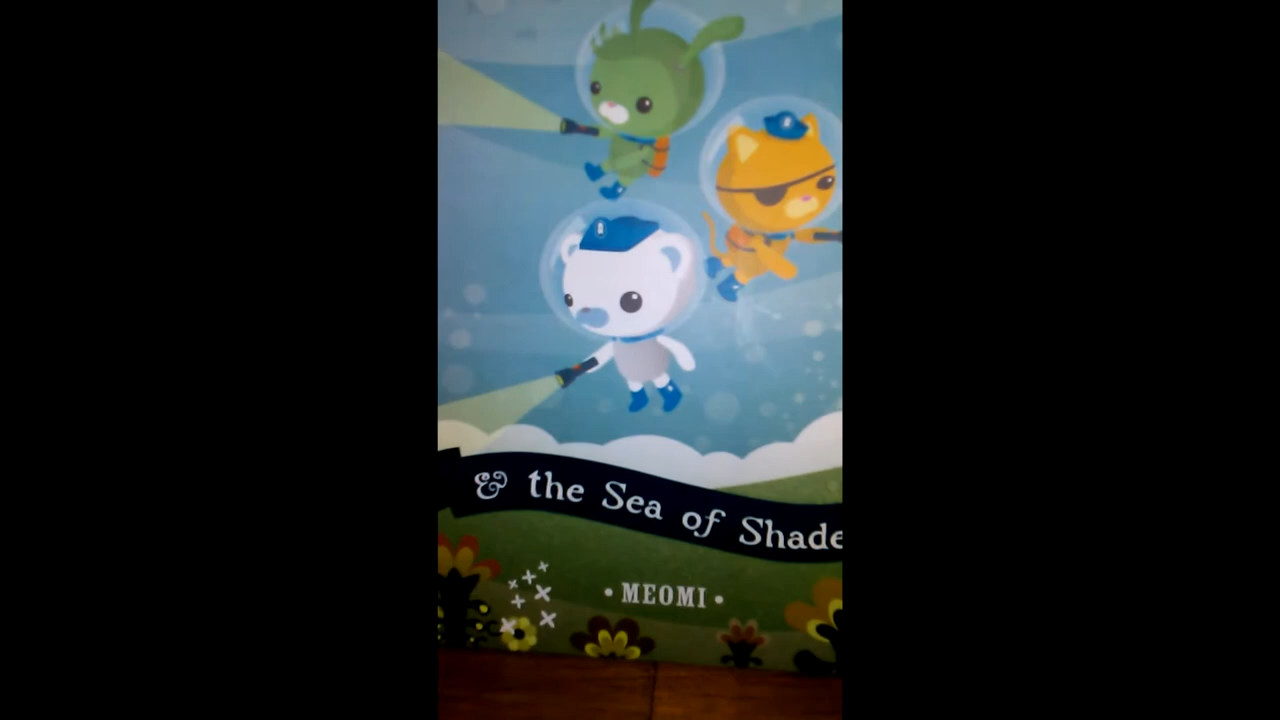 & the Sea of Shade
• MEOMI •